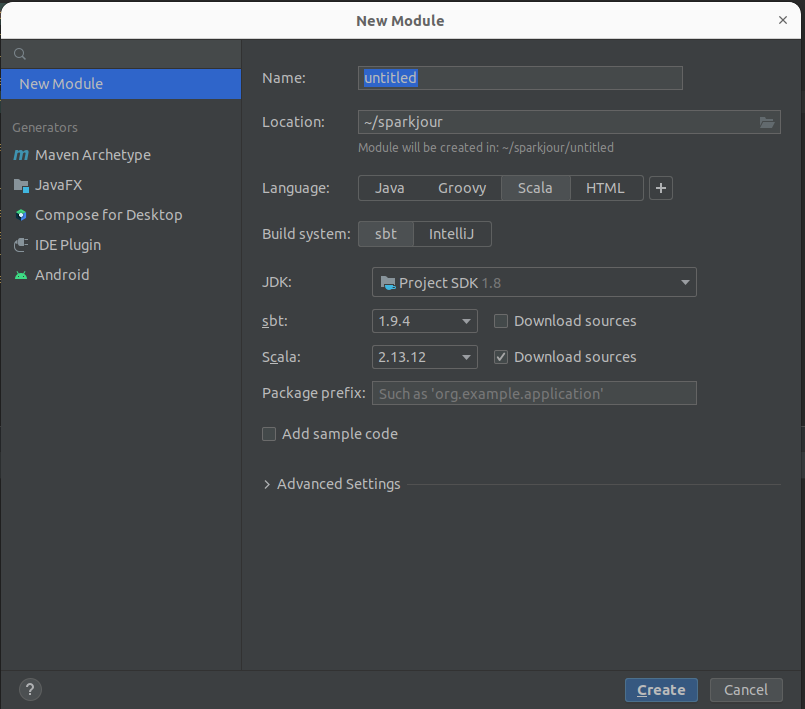 New Module
New Module
Generators
Maven Archetype
JavaFX
Compose for Desktop
IDE Plugin
Android
Name: untitled
Location: ~/sparkjour
Module will be created in: ~/sparkjour/untitled
Language: Java Groovy Scala HTML +
Build system: sbt IntelliJ
JDK: Project SDK 1.8
sbt: 1.9.4 Download sources
Scala: 2.13.12 Download sources
Package prefix: Such as 'org.example.application'
Add sample code
Advanced Settings
? Create Cancel